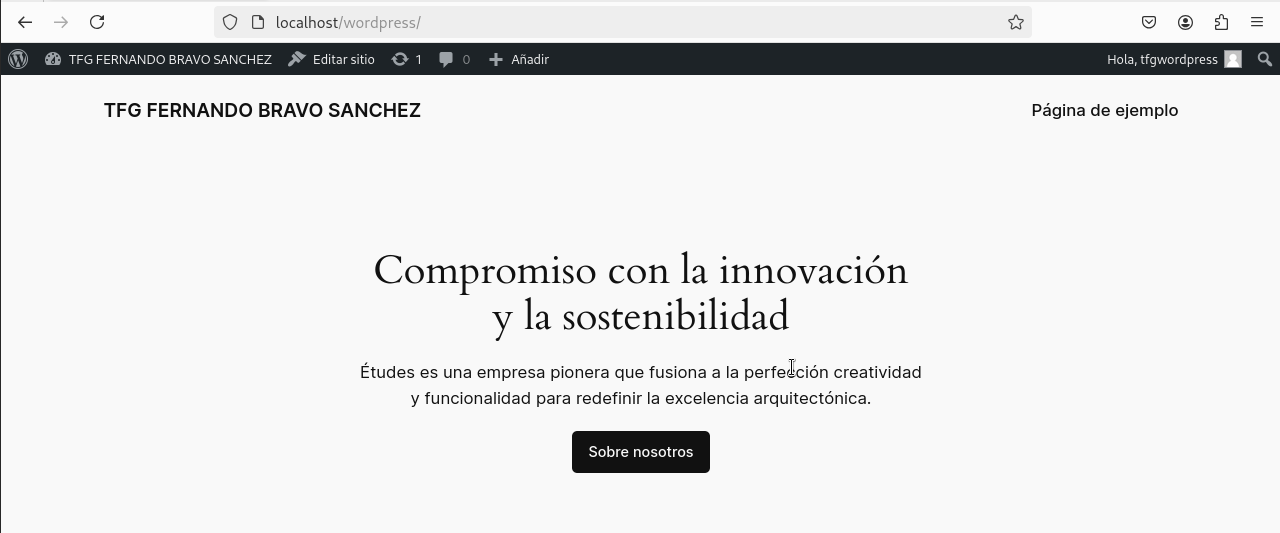 localhost/wordpress/
TFG FERNANDO BRAVO SANCHEZ Editar sitio 1 0 Añadir Hola, tfgwordpress
TFG FERNANDO BRAVO SANCHEZ Página de ejemplo
Compromiso con la innovación
y la sostenibilidad
Études es una empresa pionera que fusiona a la perfección creatividad
y funcionalidad para redefinir la excelencia arquitectónica.
Sobre nosotros